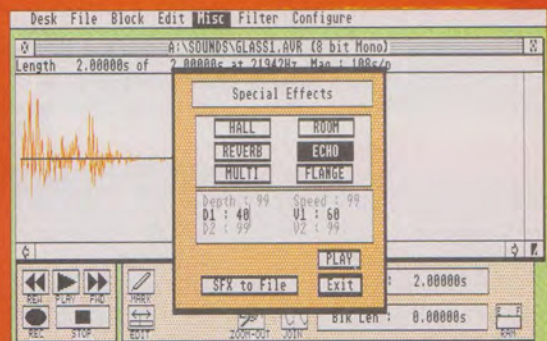 Desk File Block Edit Misc Filter Configure
A:\SOUNDS\GLASS1.AVR (8 bit Mono)
Length 2.00000s of 2.00000s at 21942Hz Mag : 108s/p
Special Effects
HALL ROOM
REVERB ECHO
MULTI FLANGE
Depth : 99 Speed : 99
D1 : 40 V1 : 60
D2 : 99 V2 : 99
PLAY
SFX to File Exit
: 2.00000s
Blk Len : 0.00000s
REW PLAY FWD MARK
REC STOP EDIT ZOOM-OUT JOIN E F RAM